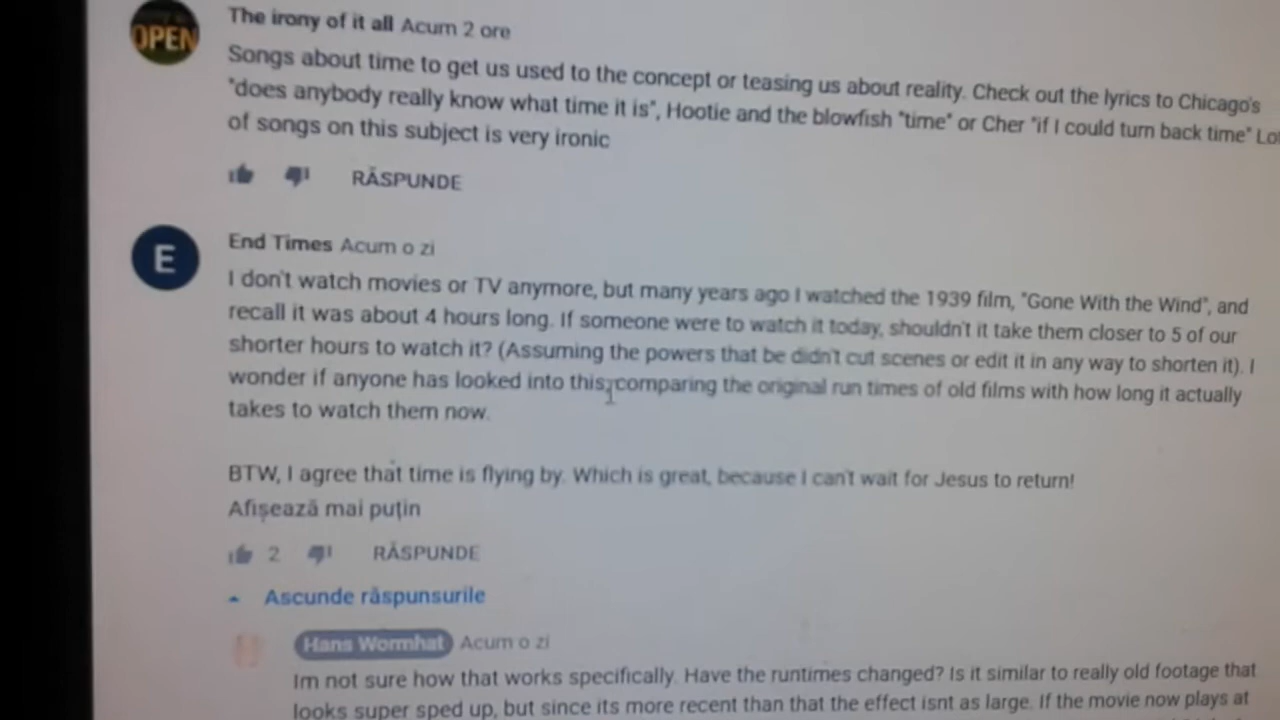 OPEN
The irony of it all Acum 2 ore
Songs about time to get us used to the concept or teasing us about reality. Check out the lyrics to Chicago's
"does anybody really know what time it is", Hootie and the blowfish "time" or Cher "if I could turn back time" Lo
of songs on this subject is very ironic
RĂSPUNDE
E
End Times Acum o zi
I don't watch movies or TV anymore, but many years ago I watched the 1939 film, "Gone With the Wind", and
recall it was about 4 hours long. If someone were to watch it today, shouldn't it take them closer to 5 of our
shorter hours to watch it? (Assuming the powers that be didn't cut scenes or edit it in any way to shorten it). I
wonder if anyone has looked into this, comparing the original run times of old films with how long it actually
takes to watch them now.
BTW, I agree that time is flying by. Which is great, because I can't wait for Jesus to return!
Afișează mai puțin
2 RĂSPUNDE
Ascunde răspunsurile
Hans Wormhat Acum o zi
Im not sure how that works specifically. Have the runtimes changed? Is it similar to really old footage that
looks super sped up, but since its more recent than that the effect isnt as large. If the movie now plays at